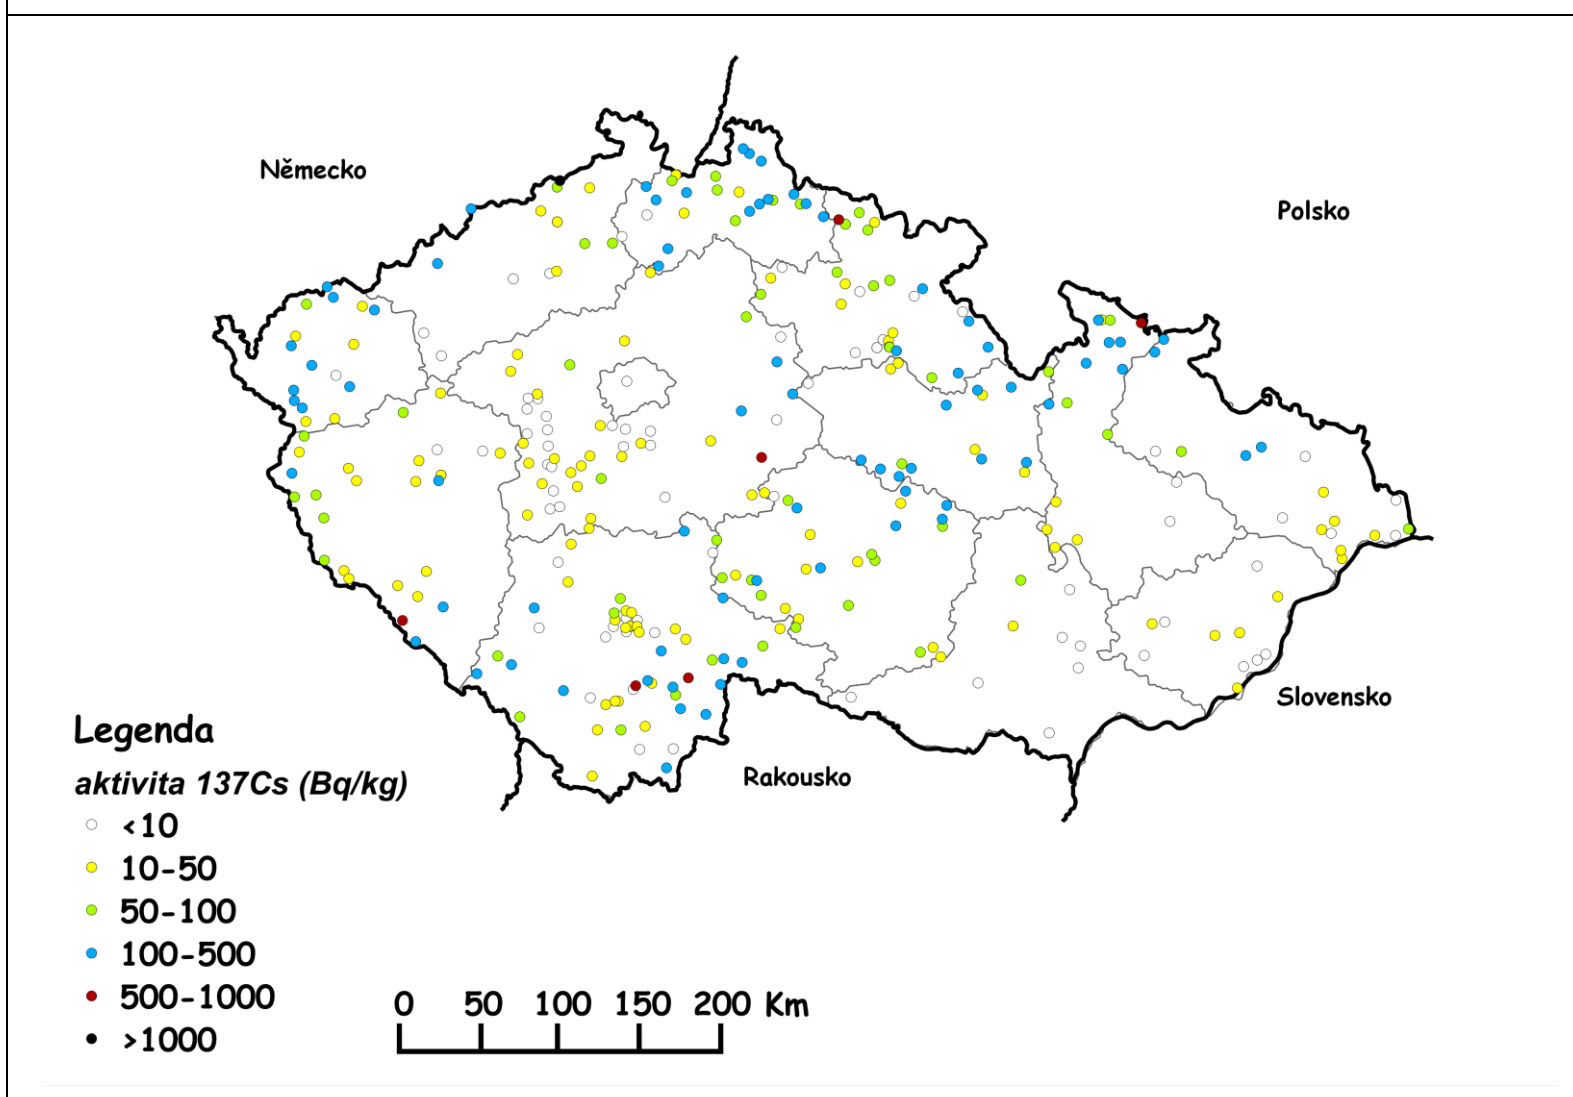 Německo
Polsko
Slovensko
Rakousko
Legenda
aktivita 137Cs (Bq/kg)
<10
10-50
50-100
100-500
500-1000
>1000
0 50 100 150 200 Km